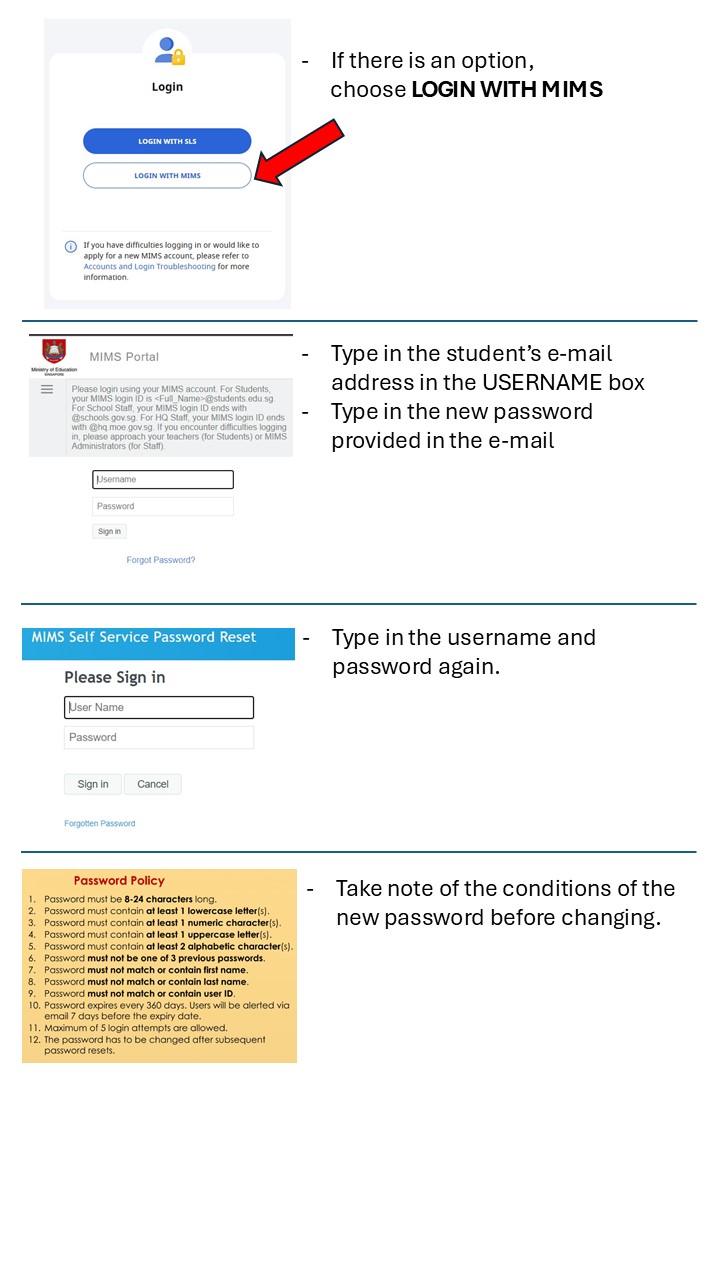 Login
LOGIN WITH SLS
LOGIN WITH MIMS
If you have difficulties logging in or would like to
apply for a new MIMS account, please refer to
Accounts and Login Troubleshooting for more
information.
- If there is an option,
choose LOGIN WITH MIMS
Ministry of Education
SINGAPORE
MIMS Portal
Please login using your MIMS account. For Students,
your MIMS login ID is <Full_Name>@students.edu.sg.
For School Staff, your MIMS login ID ends with
@schools.gov.sg. For HQ Staff, your MIMS login ID ends
with @hq.moe.gov.sg. If you encounter difficulties logging
in, please approach your teachers (for Students) or MIMS
Administrators (for Staff).
Username
Password
Sign in
Forgot Password?
- Type in the student’s e-mail
address in the USERNAME box
- Type in the new password
provided in the e-mail
MIMS Self Service Password Reset
Please Sign in
User Name
Password
Sign in
Cancel
Forgotten Password
- Type in the username and
password again.
Password Policy
1. Password must be 8-24 characters long.
2. Password must contain at least 1 lowercase letter(s).
3. Password must contain at least 1 numeric character(s).
4. Password must contain at least 1 uppercase letter(s).
5. Password must contain at least 2 alphabetic character(s).
6. Password must not be one of 3 previous passwords.
7. Password must not match or contain first name.
8. Password must not match or contain last name.
9. Password must not match or contain user ID.
10. Password expires every 360 days. Users will be alerted via
email 7 days before the expiry date.
11. Maximum of 5 login attempts are allowed.
12. The password has to be changed after subsequent
password resets.
- Take note of the conditions of the
new password before changing.